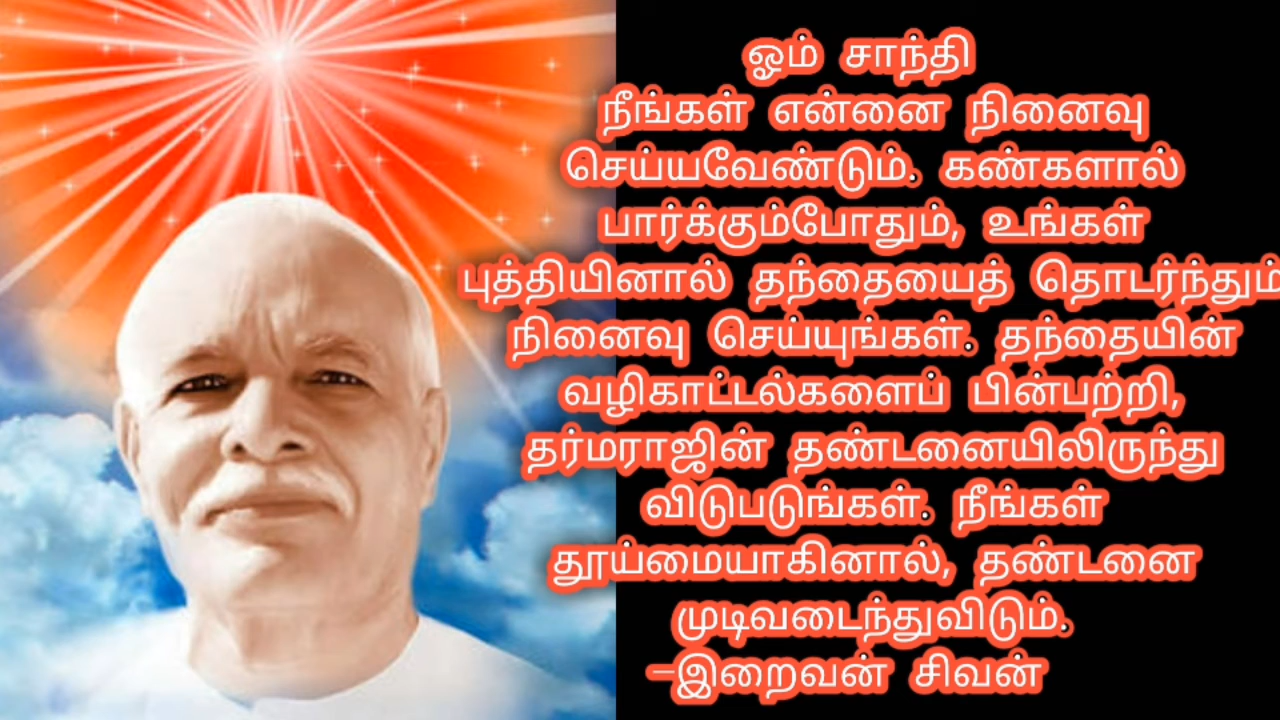 ஓம் சாந்தி
நீங்கள் என்னை நினைவு
செய்யவேண்டும். கண்களால்
பார்க்கும்போதும், உங்கள்
புத்தியினால் தந்தையைத் தொடர்ந்தும்
நினைவு செய்யுங்கள். தந்தையின்
வழிகாட்டல்களைப் பின்பற்றி,
தர்மராஜின் தண்டனையிலிருந்து
விடுபடுங்கள். நீங்கள்
தூய்மையாகினால், தண்டனை
முடிவடைந்துவிடும்.
-இறைவன் சிவன்